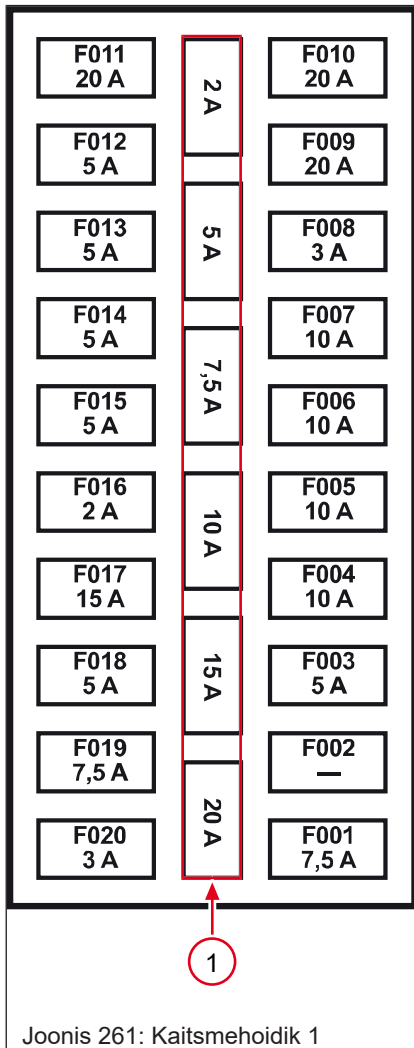 F011
20 A
F012
5 A
F013
5 A
F014
5 A
F015
5 A
F016
2 A
F017
15 A
F018
5 A
F019
7,5 A
F020
3 A
2 A
5 A
7,5 A
10 A
15 A
20 A
F010
20 A
F009
20 A
F008
3 A
F007
10 A
F006
10 A
F005
10 A
F004
10 A
F003
5 A
F002
—
F001
7,5 A
1
Joonis 261: Kaitsmehoidik 1